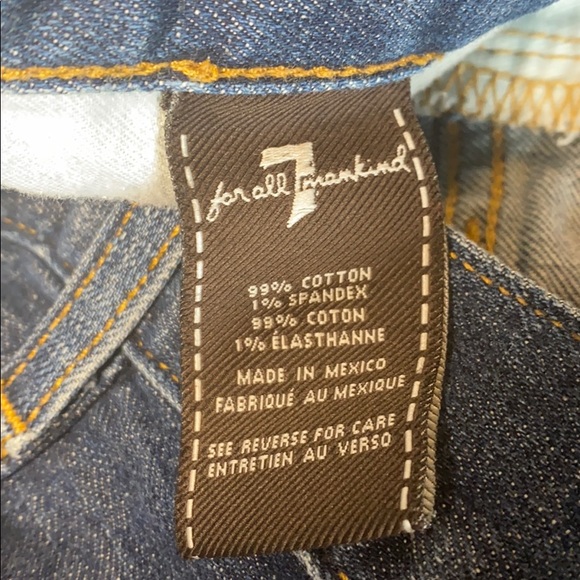 for all 7 mankind
99% COTTON
1% SPANDEX
99% COTON
1% ÉLASTHANNE
MADE IN MEXICO
FABRIQUÉ AU MEXIQUE
SEE REVERSE FOR CARE
ENTRETIEN AU VERSO